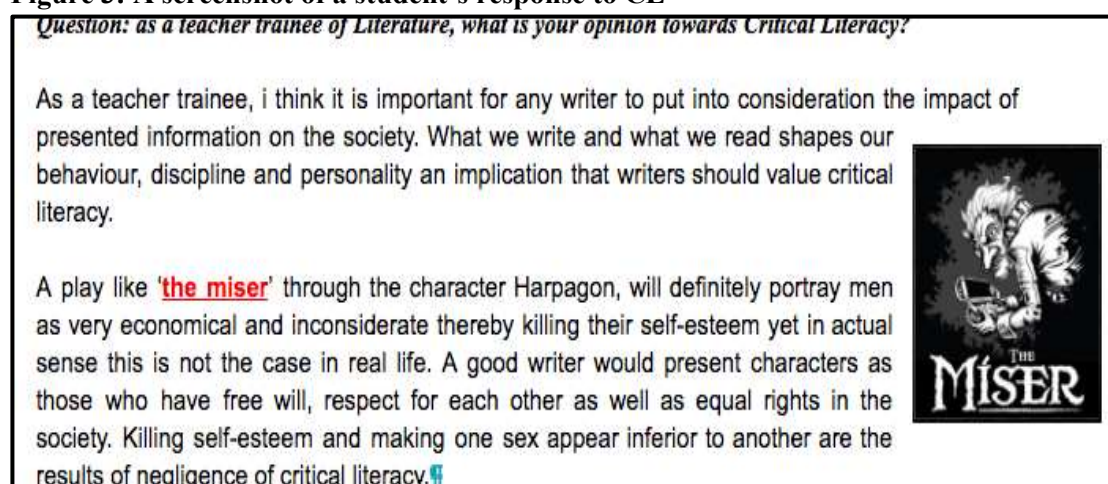 Figure 3: A screenshot of a student's response to CL
Question: as a teacher trainee of Literature, what is your opinion towards Critical Literacy?
As a teacher trainee, i think it is important for any writer to put into consideration the impact of
presented information on the society. What we write and what we read shapes our
behaviour, discipline and personality an implication that writers should value critical
literacy.
A play like ‘the miser’ through the character Harpagon, will definitely portray men
as very economical and inconsiderate thereby killing their self-esteem yet in actual
sense this is not the case in real life. A good writer would present characters as
those who have free will, respect for each other as well as equal rights in the
society. Killing self-esteem and making one sex appear inferior to another are the
results of negligence of critical literacy.¶
THE
MÍSER